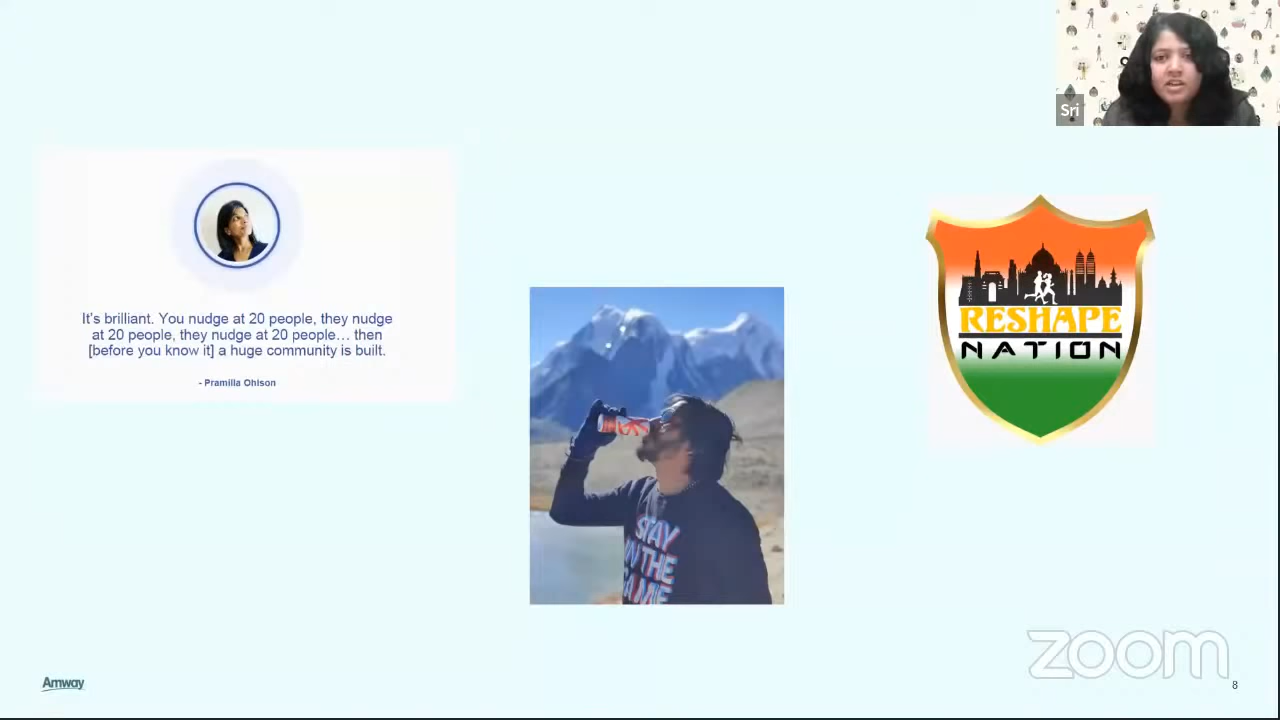 Sri
It's brilliant. You nudge at 20 people, they nudge
at 20 people, they nudge at 20 people... then
[before you know it] a huge community is built.
- Pramilla Ohlson
STAY
IN THE
GAME
RESHAPE
NATION
zoom
Amway
8